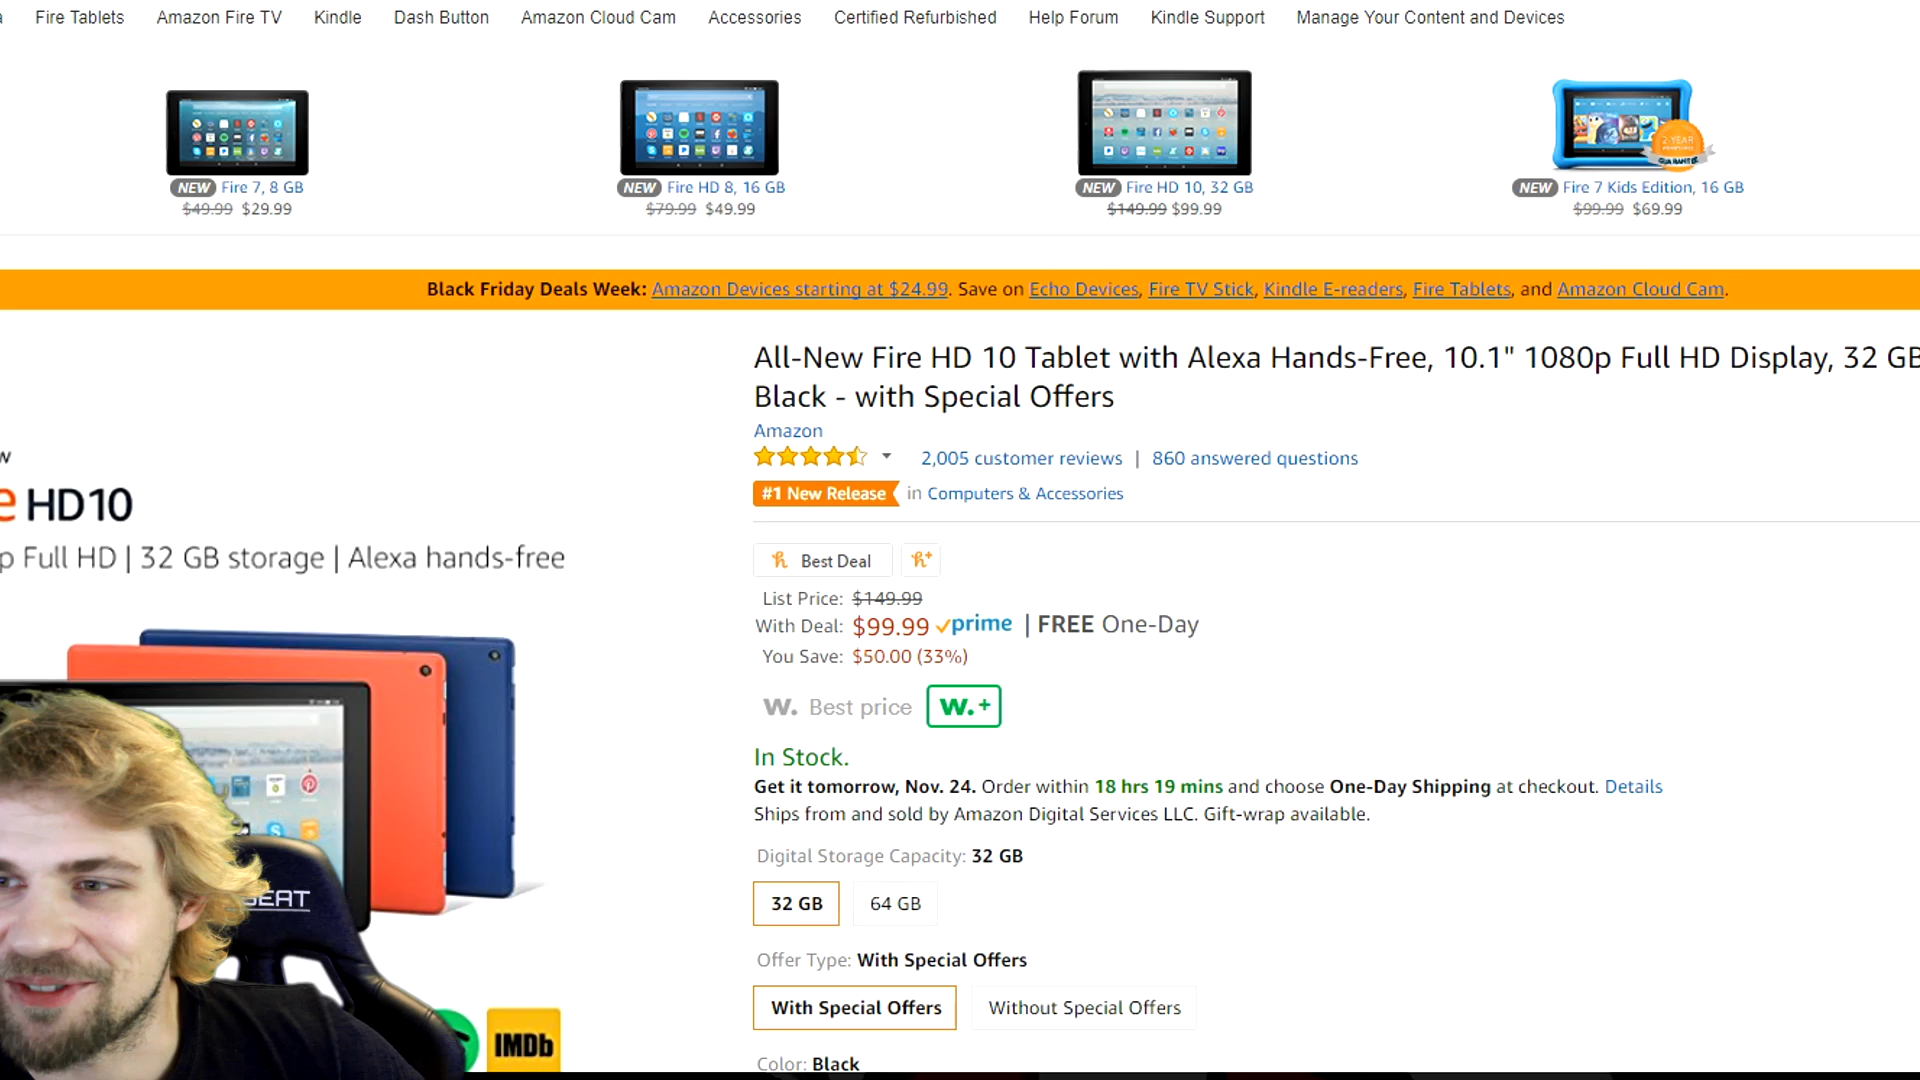 Fire Tablets Amazon Fire TV Kindle Dash Button Amazon Cloud Cam Accessories Certified Refurbished Help Forum Kindle Support Manage Your Content and Devices
NEW Fire 7, 8 GB
$49.99 $29.99
NEW Fire HD 8, 16 GB
$79.99 $49.99
NEW Fire HD 10, 32 GB
$149.99 $99.99
2-YEAR
NEW Fire 7 Kids Edition, 16 GB
$99.99 $69.99
Black Friday Deals Week: Amazon Devices starting at $24.99. Save on Echo Devices, Fire TV Stick, Kindle E-readers, Fire Tablets, and Amazon Cloud Cam.
All-New Fire HD 10 Tablet with Alexa Hands-Free, 10.1" 1080p Full HD Display, 32 GB
Black - with Special Offers
Amazon
2,005 customer reviews | 860 answered questions
#1 New Release in Computers & Accessories
w
e HD10
p Full HD | 32 GB storage | Alexa hands-free
Best Deal
List Price: $149.99
With Deal: $99.99 prime | FREE One-Day
You Save: $50.00 (33%)
W. Best price W.+
In Stock.
Get it tomorrow, Nov. 24. Order within 18 hrs 19 mins and choose One-Day Shipping at checkout. Details
Ships from and sold by Amazon Digital Services LLC. Gift-wrap available.
Digital Storage Capacity: 32 GB
32 GB 64 GB
Offer Type: With Special Offers
With Special Offers Without Special Offers
Color: Black
SEAT
IMDb